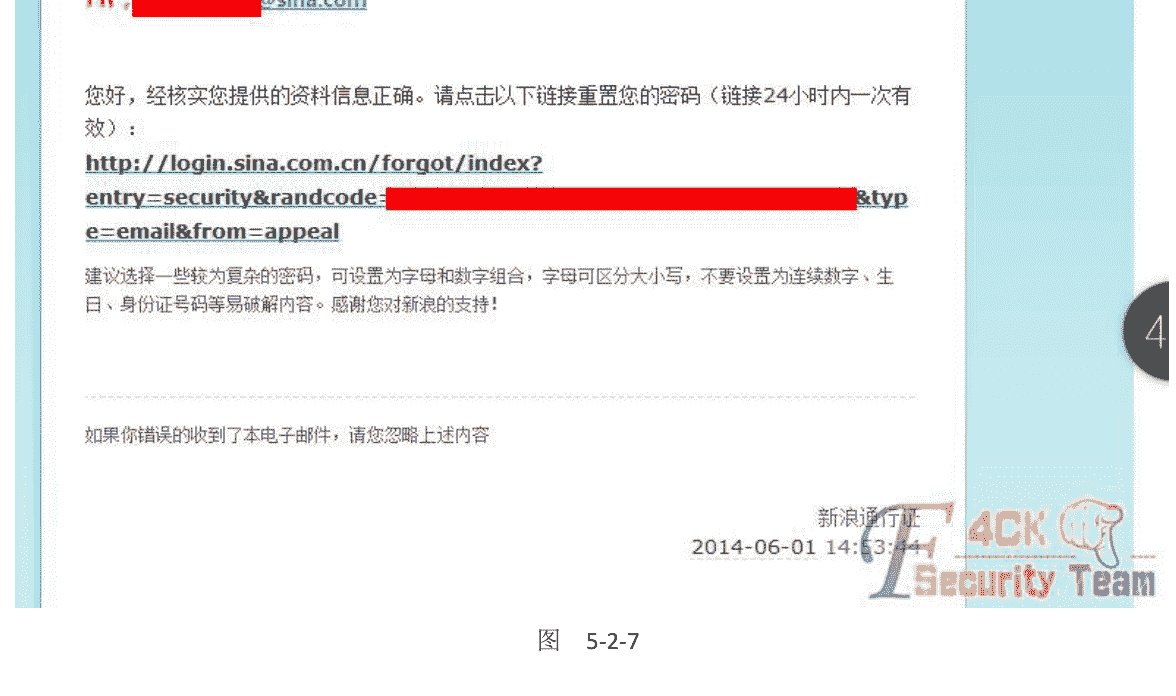 @sina.com
您好，经核实您提供的资料信息正确。请点击以下链接重置您的密码（链接24小时内一次有
效）：
http://login.sina.com.cn/forgot/index?
entry=security&randcode=
&typ
e=email&from=appeal
建议选择一些较为复杂的密码，可设置为字母和数字组合，字母可区分大小写，不要设置为连续数字、生
日、身份证号码等易破解内容。感谢您对新浪的支持！
4
如果你错误的收到了本电子邮件，请您忽略上述内容
新浪通行证
2014-06-01 14:53:44
F4CK
Security Team
图 5-2-7